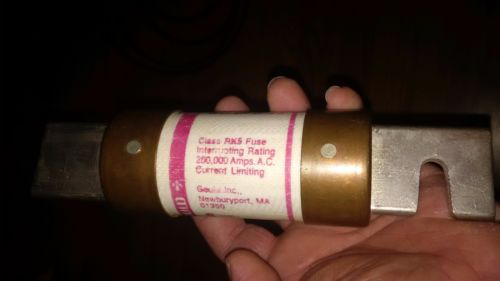 Class RK5 Fuse
Interrupting Rating
200,000 Amps. A.C.
Current Limiting
Gould Inc.,
Newburyport, MA
01950